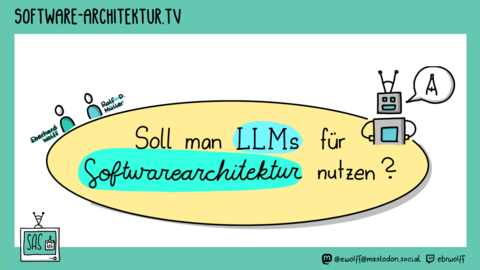 SOFTWARE-ARCHITEKTUR.TV
Eberhard Wolff
Ralf D. Müller
Soll man LLMs für
Softwarearchitektur nutzen?
SAS
@ewolff@mastodon.social
ebrwolff